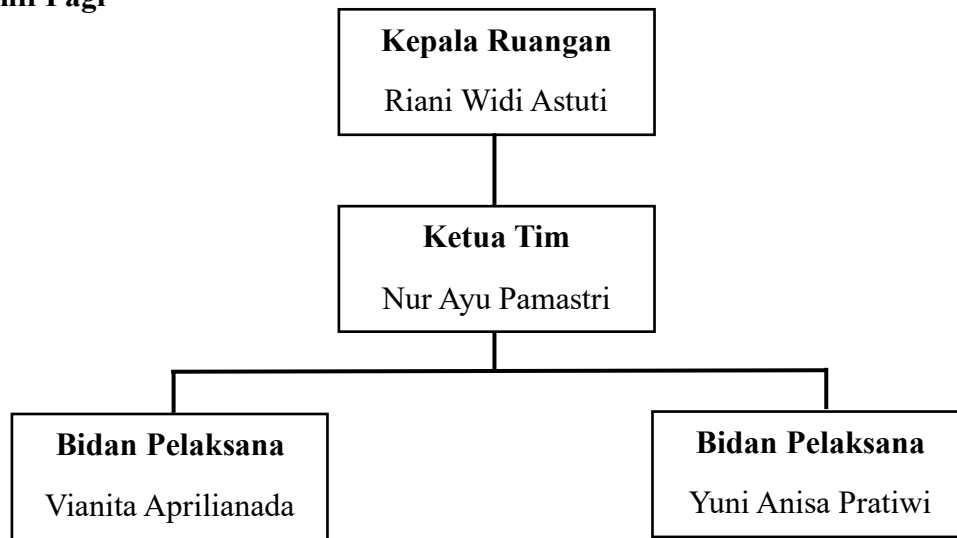 Pagi
Kepala Ruangan
Riani Widi Astuti
Ketua Tim
Nur Ayu Pamastri
Bidan Pelaksana
Vianita Aprilianada
Bidan Pelaksana
Yuni Anisa Pratiwi